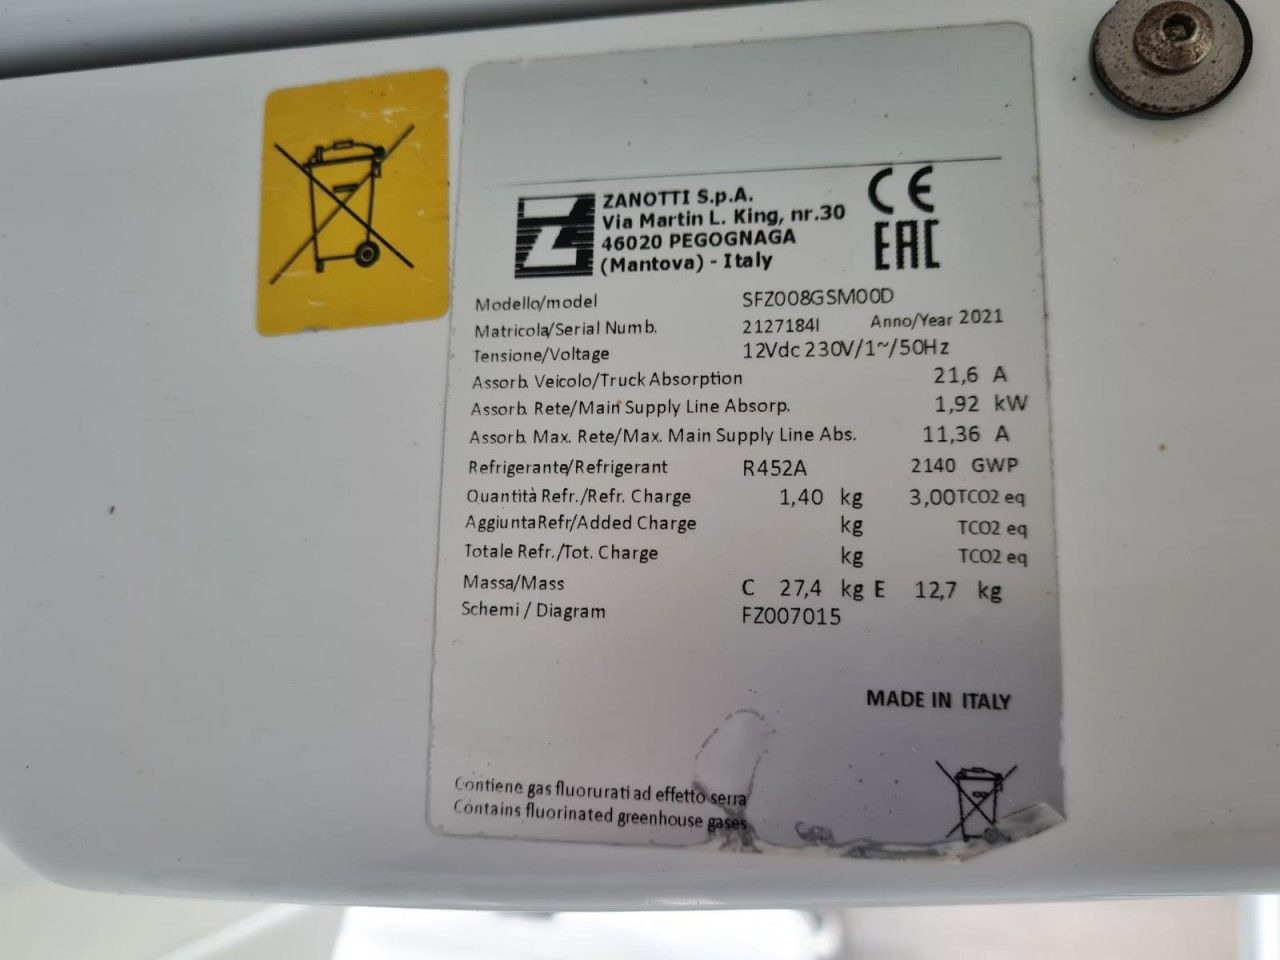 ZANOTTI S.p.A.
Via Martin L. King, nr.30
46020 PEGOGNAGA
(Mantova) - Italy
CE
EAC
Modello/model SFZ008GSM00D
Matricola/Serial Numb. 2127184I Anno/Year 2021
Tensione/Voltage 12Vdc 230V/1~/50Hz
Assorb. Veicolo/Truck Absorption 21,6 A
Assorb. Rete/Main Supply Line Absorp. 1,92 kW
Assorb. Max. Rete/Max. Main Supply Line Abs. 11,36 A
Refrigerante/Refrigerant R452A 2140 GWP
Quantità Refr./Refr. Charge 1,40 kg 3,00 TCO2 eq
Aggiunta Refr/Added Charge kg TCO2 eq
Totale Refr./Tot. Charge kg TCO2 eq
Massa/Mass C 27,4 kg E 12,7 kg
Schemi / Diagram FZ007015
MADE IN ITALY
Contiene gas fluorurati ad effetto serra
Contains fluorinated greenhouse gases